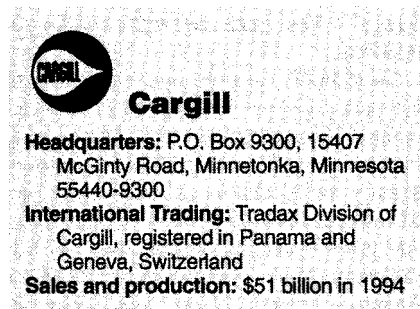 CARGILL
Cargill
Headquarters: P.O. Box 9300, 15407
McGinty Road, Minnetonka, Minnesota
55440-9300
International Trading: Tradax Division of
Cargill, registered in Panama and
Geneva, Switzerland
Sales and production: $51 billion in 1994